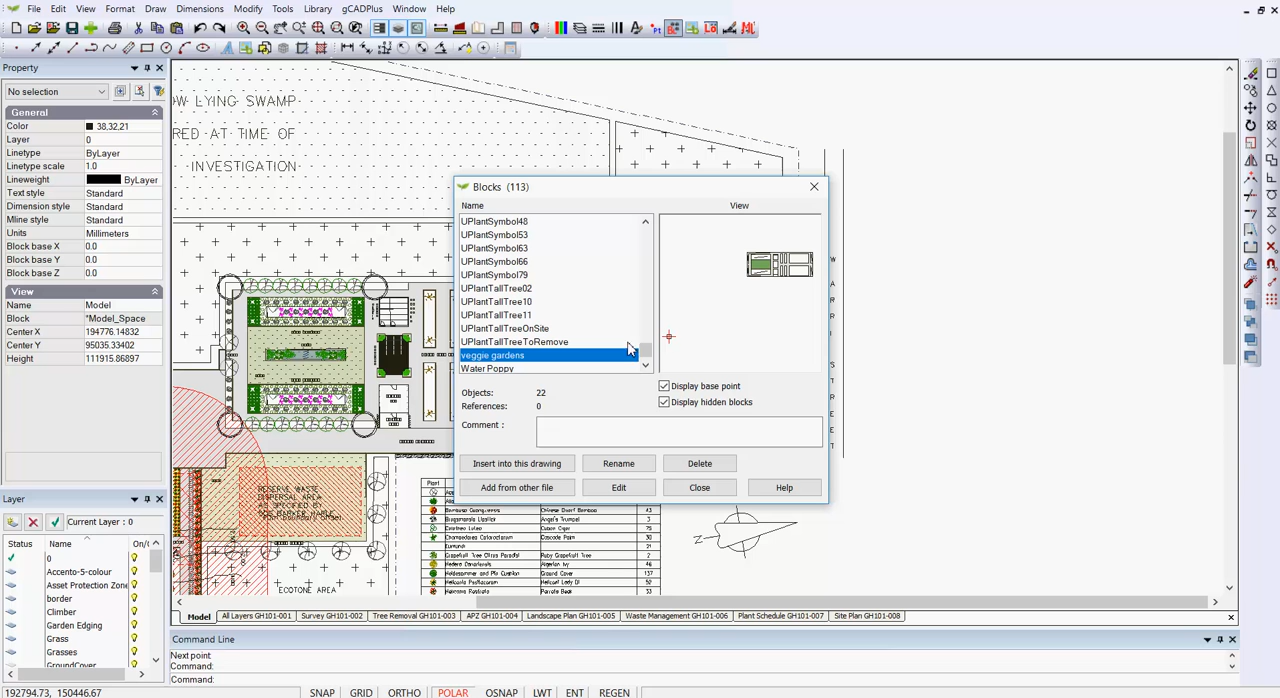 File Edit View Format Draw Dimensions Modify Tools Library gCADPlus Window Help
Property
No selection
General
Color 38,32,21
Layer 0
Linetype ByLayer
Linetype scale 1.0
Lineweight ByLayer
Text style Standard
Dimension style Standard
Mline style Standard
Units Millimeters
Block base X 0.0
Block base Y 0.0
Block base Z 0.0
View
Name Model
Block "Model_Space
Center X 194776.14832
Center Y 95035.33402
Height 111915.86897
Layer
Current Layer : 0
Status Name On/(
0
Accento-5-colour
Asset Protection Zone
border
Climber
Garden Edging
Grass
Grasses
GroundCover
OW LYING SWAMP
RED AT TIME OF
INVESTIGATION
RESERVE WASTE
DISPERSAL AREA
ECOTONE AREA
Blocks (113)
Name View
UPlantSymbol48
UPlantSymbol53
UPlantSymbol63
UPlantSymbol66
UPlantSymbol79
UPlantTallTree02
UPlantTallTree10
UPlantTallTree11
UPlantTallTreeOnSite
UPlantTallTreeToRemove
veggie gardens
Water Poppy
Objects: 22
References: 0
Comment :
Display base point
Display hidden blocks
Insert into this drawing Rename Delete
Add from other file Edit Close Help
Plant
Z
Model All Layers GH101-001 Survey GH101-002 Tree Removal GH101-003 APZ GH101-004 Landscape Plan GH101-005 Waste Management GH101-006 Plant Schedule GH101-007 Site Plan GH101-008
Command Line
Next point
Command:
Command:
192794.73, 150446.67 SNAP GRID ORTHO POLAR OSNAP LWT ENT REGEN